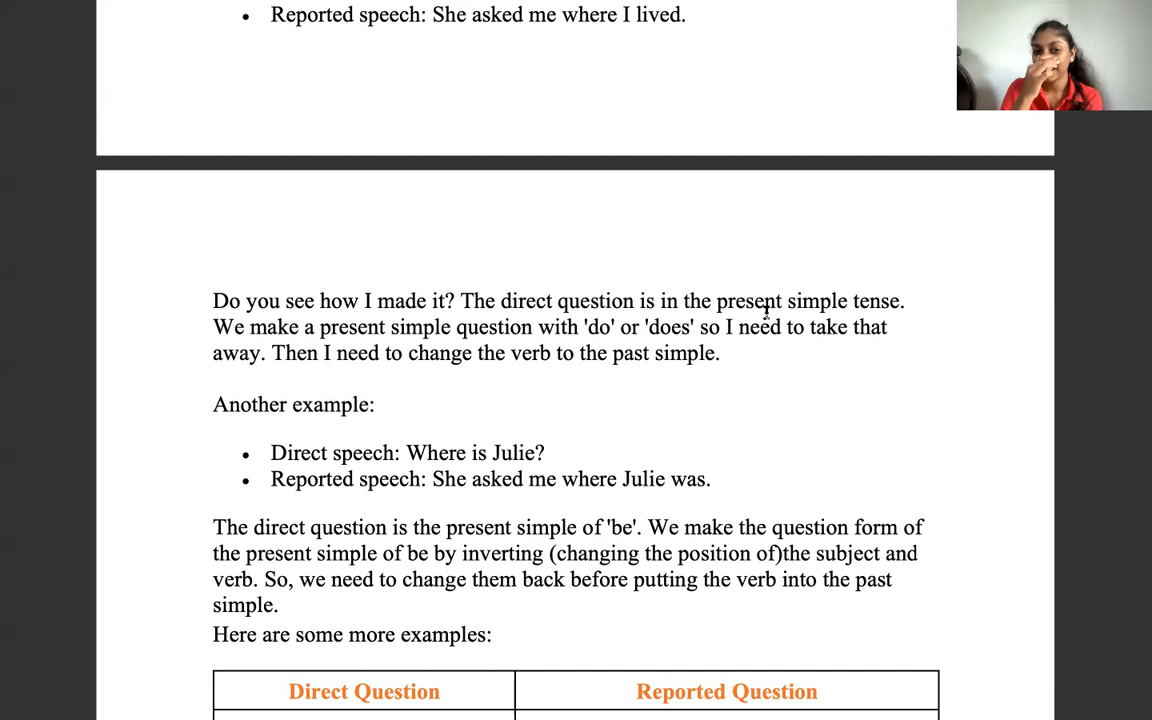 • Reported speech: She asked me where I lived.
Do you see how I made it? The direct question is in the present simple tense.
We make a present simple question with 'do' or 'does' so I need to take that
away. Then I need to change the verb to the past simple.
Another example:
• Direct speech: Where is Julie?
• Reported speech: She asked me where Julie was.
The direct question is the present simple of 'be'. We make the question form of
the present simple of be by inverting (changing the position of)the subject and
verb. So, we need to change them back before putting the verb into the past
simple.
Here are some more examples:
Direct Question Reported Question